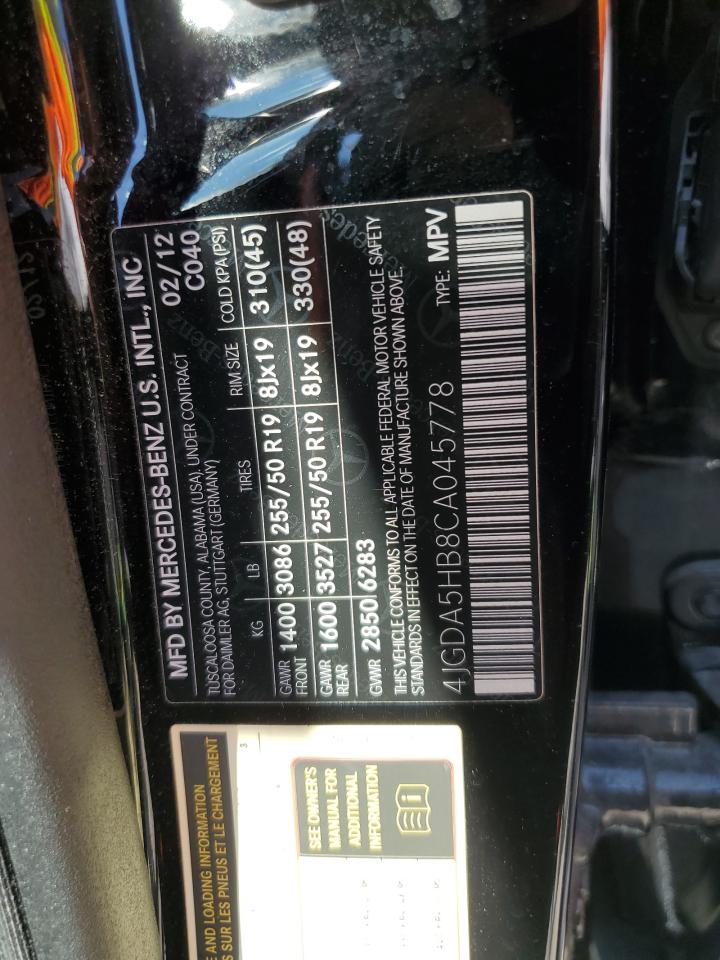 MFD BY MERCEDES-BENZ U.S. INTL., INC 02/12
TUSCALOOSA COUNTY, ALABAMA (USA), UNDER CONTRACT C040
FOR DAIMLER AG, STUTTGART (GERMANY)
KG LB TIRES RIM SIZE COLD KPA (PSI)
GAWR FRONT 1400 3086 255/50 R19 8Jx19 310(45)
GAWR REAR 1600 3527 255/50 R19 8Jx19 330(48)
GVWR 2850 6283
THIS VEHICLE CONFORMS TO ALL APPLICABLE FEDERAL MOTOR VEHICLE SAFETY
STANDARDS IN EFFECT ON THE DATE OF MANUFACTURE SHOWN ABOVE.
4JGDA5HB8CA045778 TYPE: MPV
AND LOADING INFORMATION
SUR LES PNEUS ET LE CHARGEMENT
3
SEE OWNER'S
MANUAL FOR
ADDITIONAL
INFORMATION